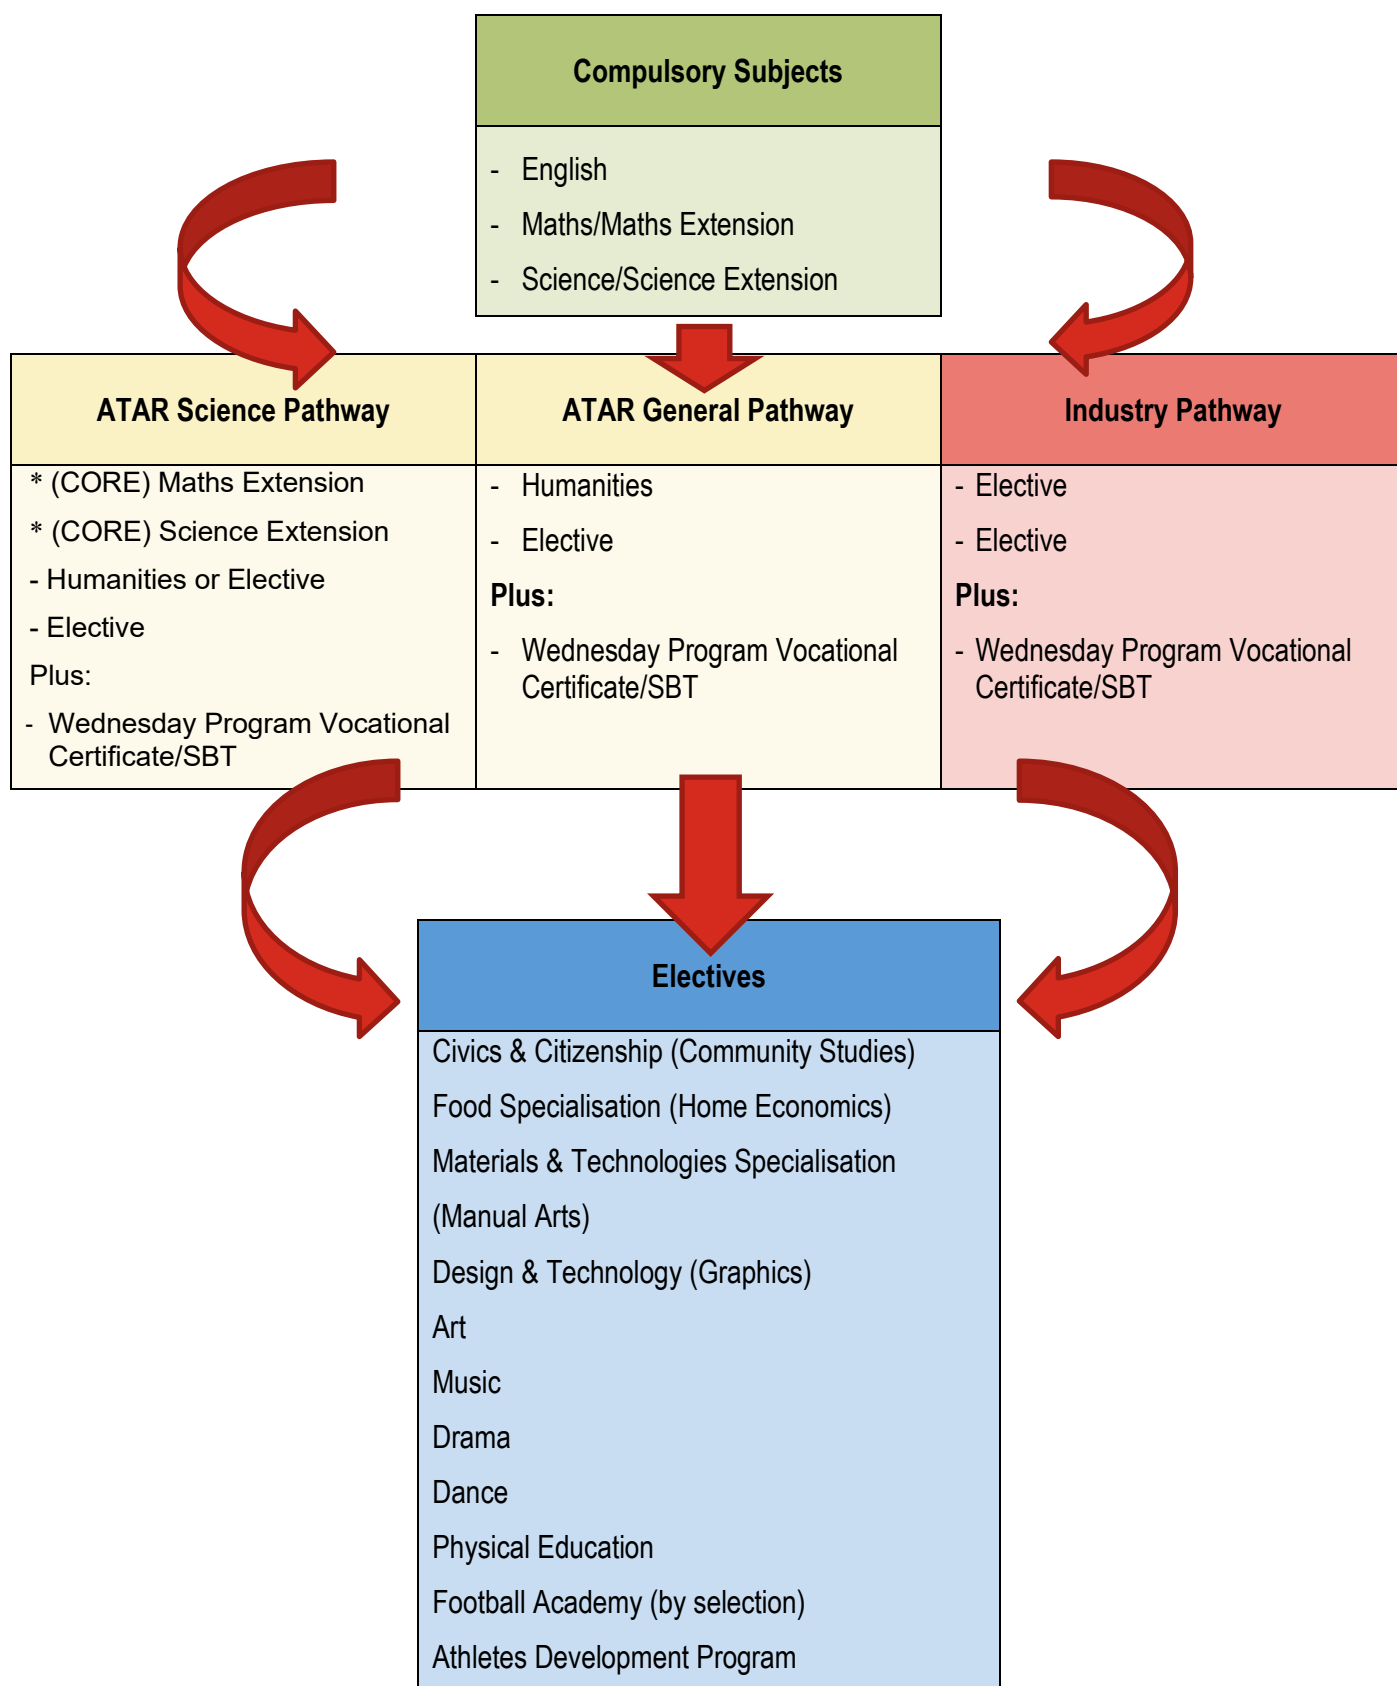 Compulsory Subjects
- English
- Maths/Maths Extension
- Science/Science Extension
ATAR Science Pathway
* (CORE) Maths Extension
* (CORE) Science Extension
- Humanities or Elective
- Elective
Plus:
- Wednesday Program Vocational
Certificate/SBT
ATAR General Pathway
- Humanities
- Elective
Plus:
- Wednesday Program Vocational
Certificate/SBT
Industry Pathway
- Elective
- Elective
Plus:
- Wednesday Program Vocational
Certificate/SBT
Electives
Civics & Citizenship (Community Studies)
Food Specialisation (Home Economics)
Materials & Technologies Specialisation
(Manual Arts)
Design & Technology (Graphics)
Art
Music
Drama
Dance
Physical Education
Football Academy (by selection)
Athletes Development Program